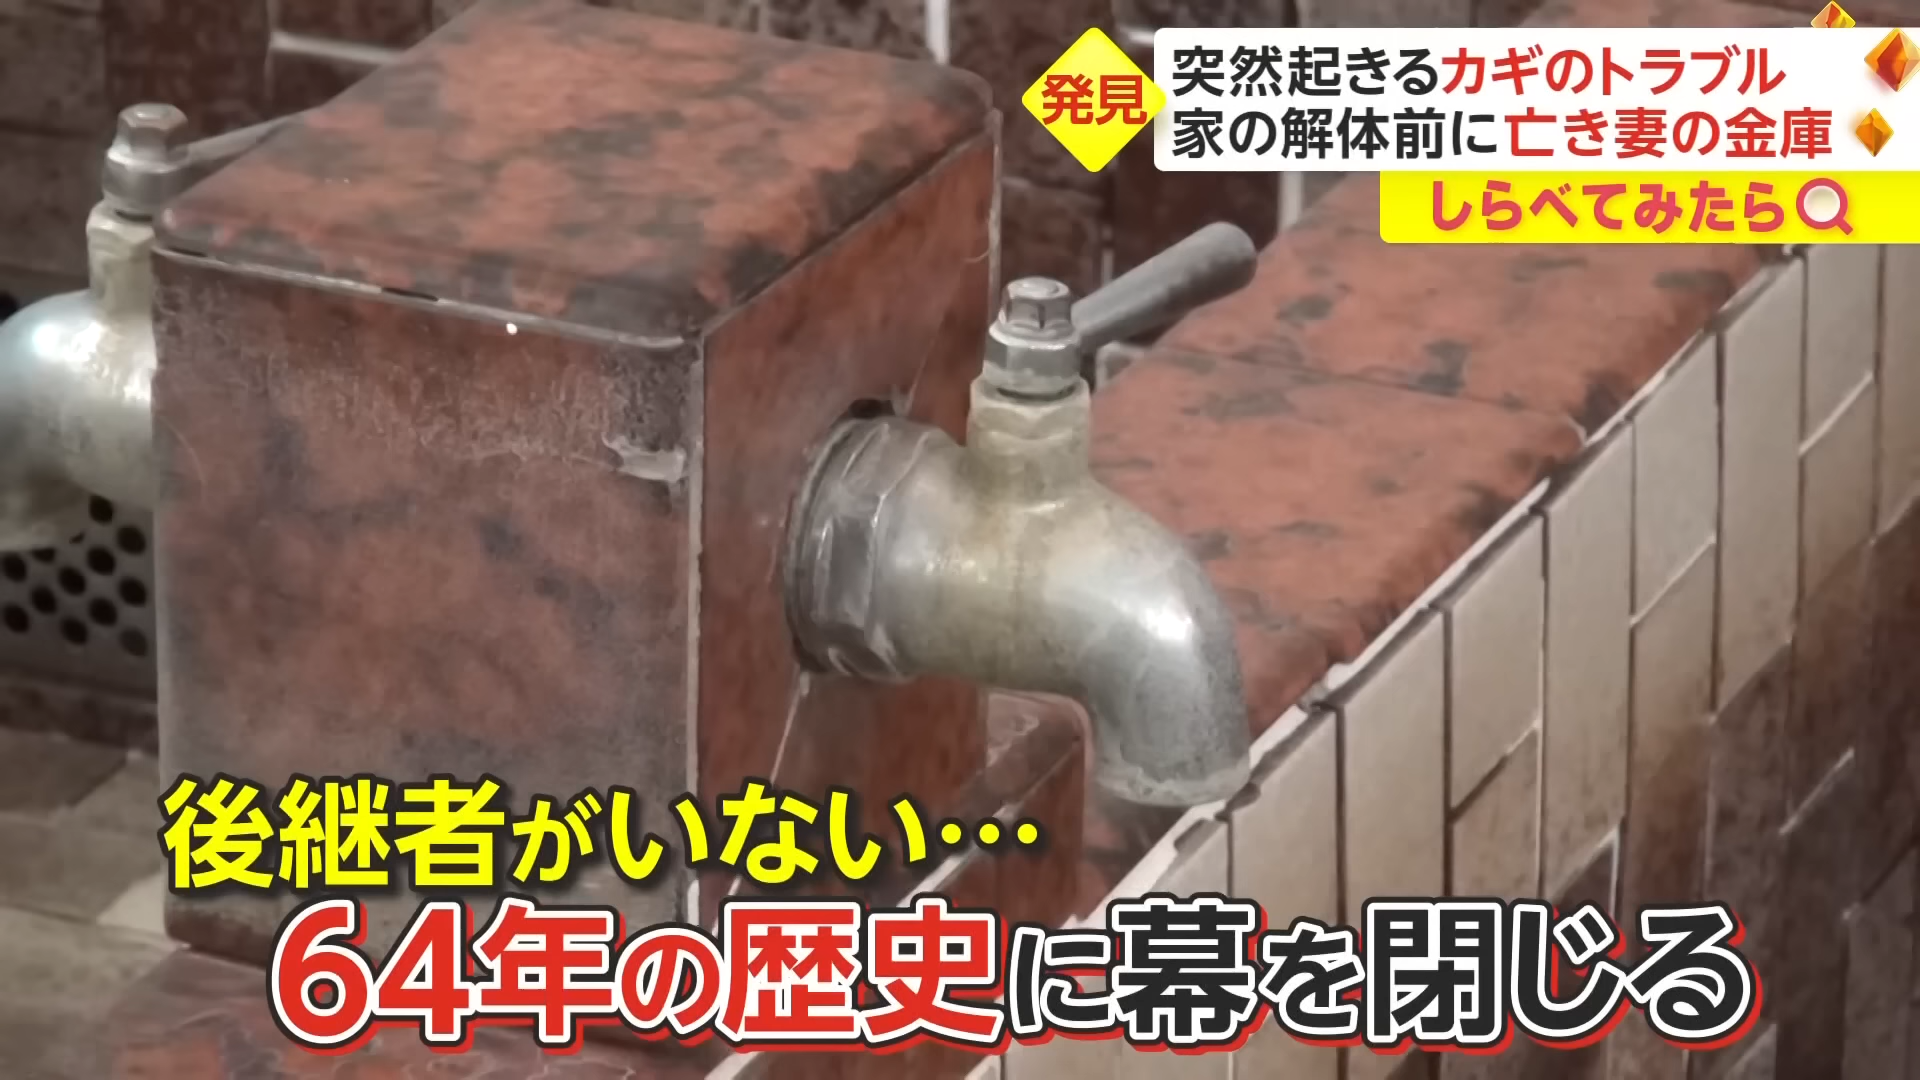 発見
突然起きるカギのトラブル
家の解体前に亡き妻の金庫
しらべてみたら
後継者がいない…
64年の歴史に幕を閉じる